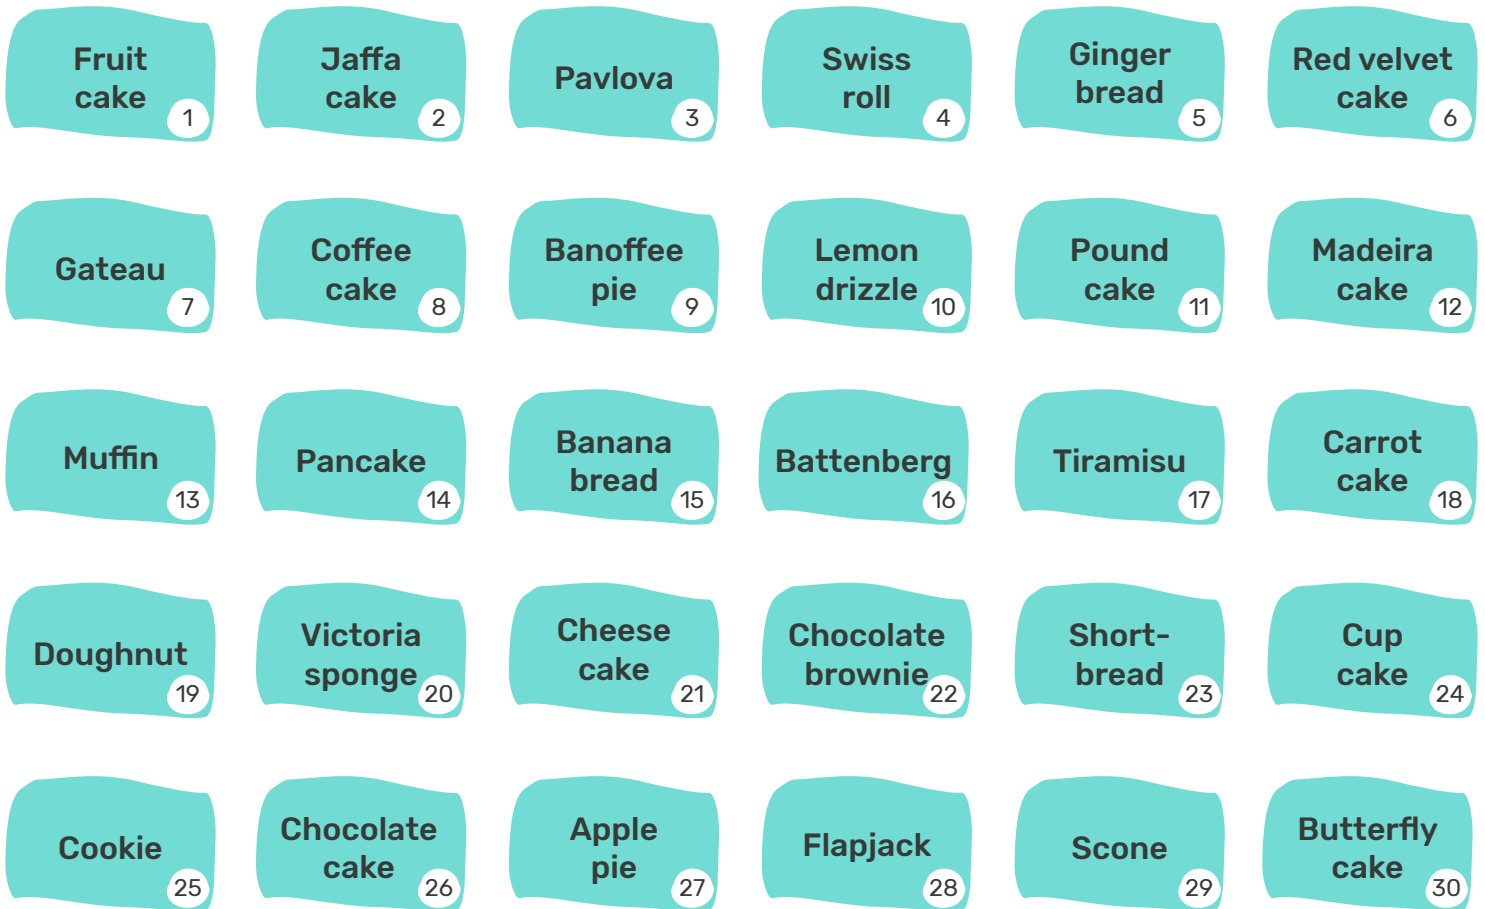 Fruit
cake
1
Jaffa
cake
2
Pavlova
3
Swiss
roll
4
Ginger
bread
5
Red velvet
cake
6
Gateau
7
Coffee
cake
8
Banoffee
pie
9
Lemon
drizzle
10
Pound
cake
11
Madeira
cake
12
Muffin
13
Pancake
14
Banana
bread
15
Battenberg
16
Tiramisu
17
Carrot
cake
18
Doughnut
19
Victoria
sponge
20
Cheese
cake
21
Chocolate
brownie
22
Short-
bread
23
Cup
cake
24
Cookie
25
Chocolate
cake
26
Apple
pie
27
Flapjack
28
Scone
29
Butterfly
cake
30